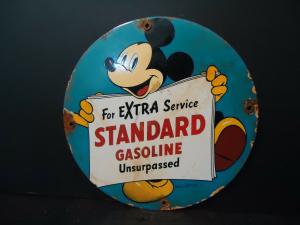 For EXTRA Service
STANDARD
GASOLINE
Unsurpassed